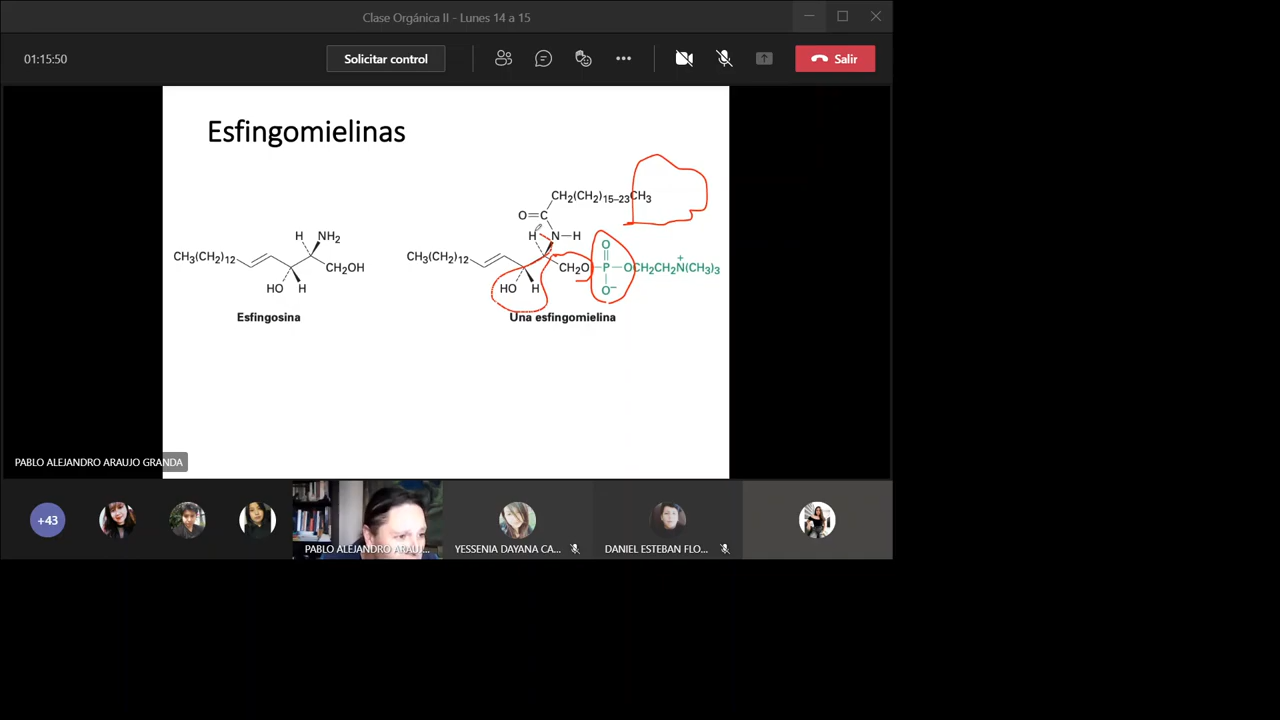 Clase Orgánica II - Lunes 14 a 15
01:15:50
Solicitar control
Salir
Esfingomielinas
CH₂(CH₂)₁₅₋₂₃CH₃
O=C
H NH₂
H N—H
O
CH₃(CH₂)₁₂
CH₂OH
CH₃(CH₂)₁₂
CH₂O—P—OCH₂CH₂N⁺(CH₃)₃
HO H
HO H
O⁻
Esfingosina
Una esfingomielina
PABLO ALEJANDRO ARAUJO GRANDA
+43
PABLO ALEJANDRO ARAUJ...
YESSENIA DAYANA CA...
DANIEL ESTEBAN FLO...